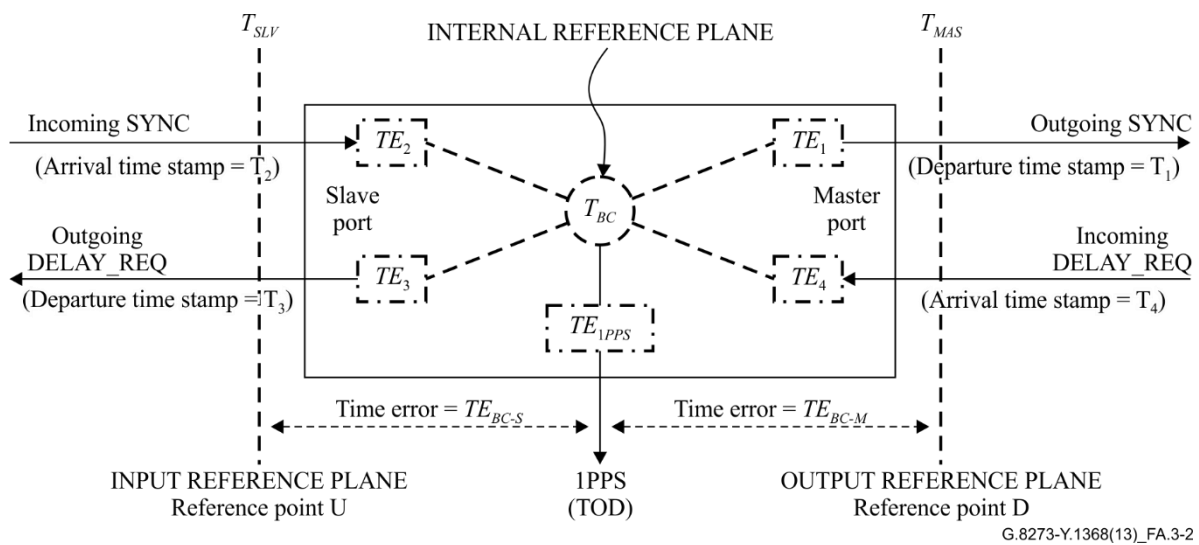 T_SLV
INTERNAL REFERENCE PLANE
T_MAS
Incoming SYNC
Outgoing SYNC
TE_2
TE_1
(Arrival time stamp = T_2)
(Departure time stamp = T_1)
Slave
port
T_BC
Master
port
Outgoing
DELAY_REQ
Incoming
DELAY_REQ
TE_3
TE_4
(Departure time stamp = T_3)
(Arrival time stamp = T_4)
TE_1PPS
Time error = TE_BC-S
Time error = TE_BC-M
INPUT REFERENCE PLANE
Reference point U
1PPS
(TOD)
OUTPUT REFERENCE PLANE
Reference point D
G.8273-Y.1368(13)_FA.3-2